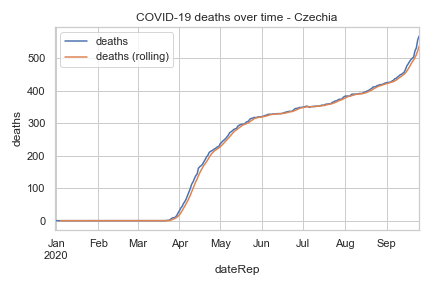 COVID-19 deaths over time - Czechia
deaths
deaths (rolling)
500
400
300
200
100
0
deaths
Jan Feb Mar Apr May Jun Jul Aug Sep
2020
dateRep